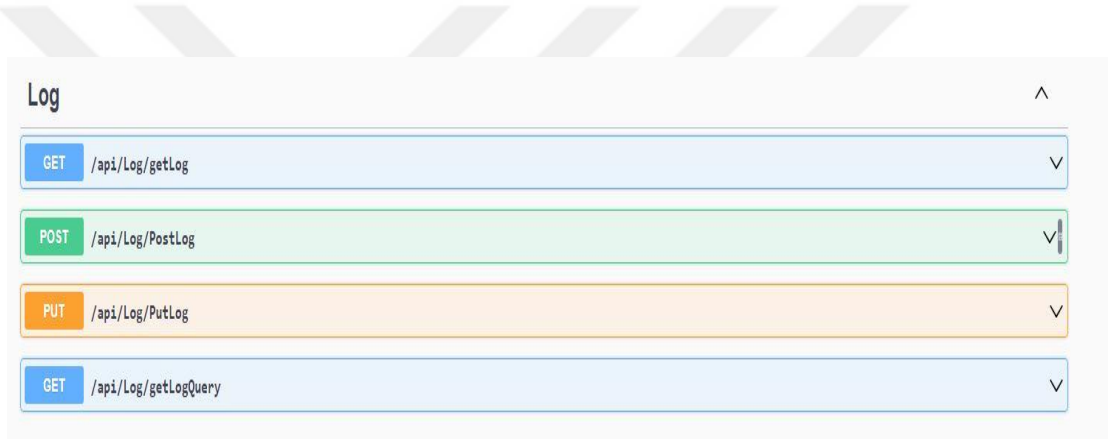 Log
GET /api/Log/getLog
POST /api/Log/PostLog
PUT /api/Log/PutLog
GET /api/Log/getLogQuery